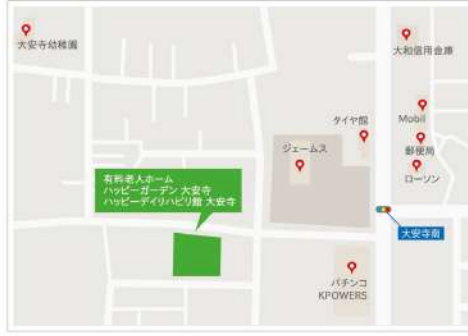 大安寺幼稚園
大和信用金庫
タイヤ館
Mobil
ジェームス
郵便局
ローソン
有料老人ホーム
ハッピーガーデン 大安寺
ハッピーデイリハビリ館 大安寺
大安寺南
パチンコ
KPOWERS